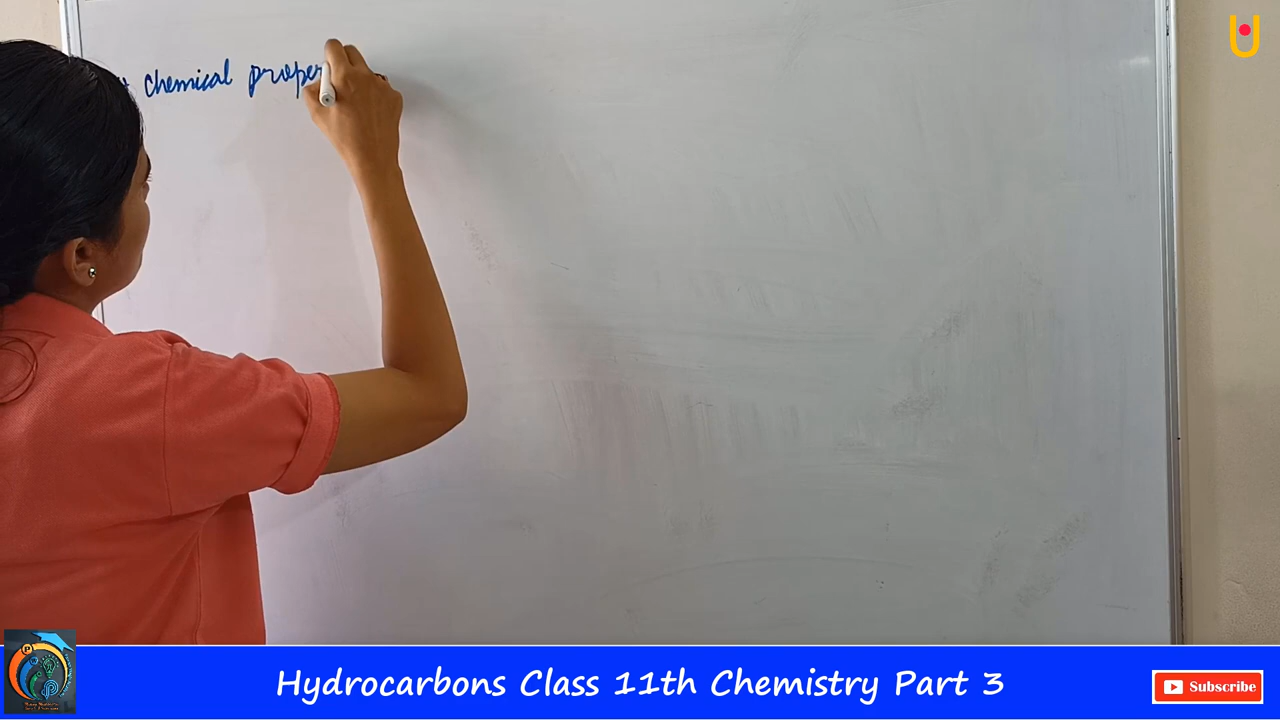 chemical proper
Hydrocarbons Class 11th Chemistry Part 3
Subscribe